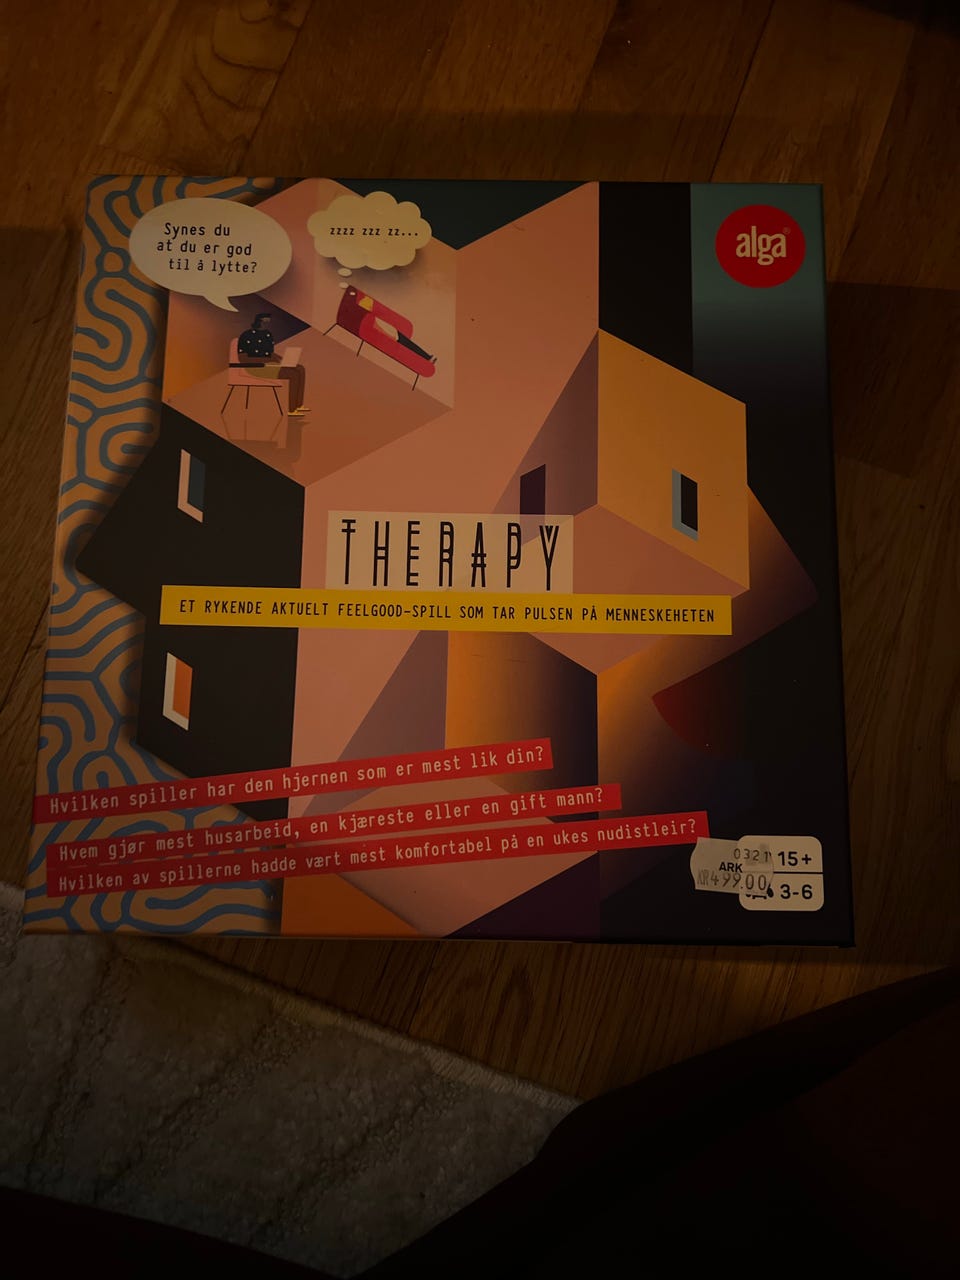 Synes du
at du er god
til å lytte?
zzzz zzz zz...
alga®
THERAPY
ET RYKENDE AKTUELT FEELGOOD-SPILL SOM TAR PULSEN PÅ MENNESKEHETEN
Hvilken spiller har den hjernen som er mest lik din?
Hvem gjør mest husarbeid, en kjæreste eller en gift mann?
Hvilken av spillerne hadde vært mest komfortabel på en ukes nudistleir?
0321
ARK
KR499.00
15+
3-6